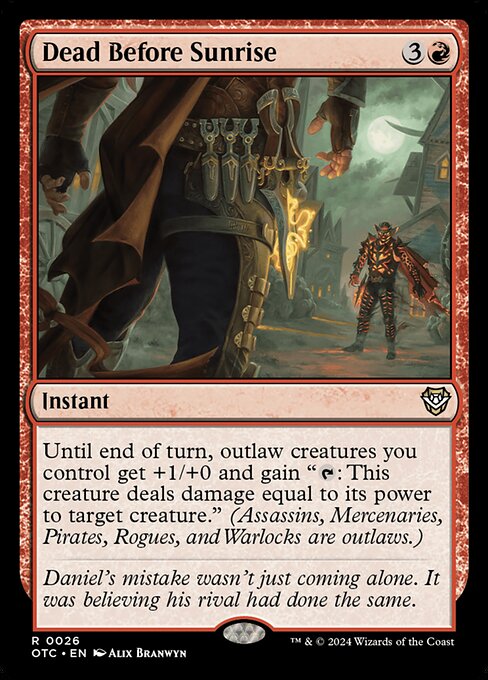 Dead Before Sunrise 3
Instant
Until end of turn, outlaw creatures you
control get +1/+0 and gain “: This
creature deals damage equal to its power
to target creature.” (Assassins, Mercenaries,
Pirates, Rogues, and Warlocks are outlaws.)
Daniel’s mistake wasn’t just coming alone. It
was believing his rival had done the same.
R 0026
OTC • EN Alix Branwyn
™ & © 2024 Wizards of the Coast